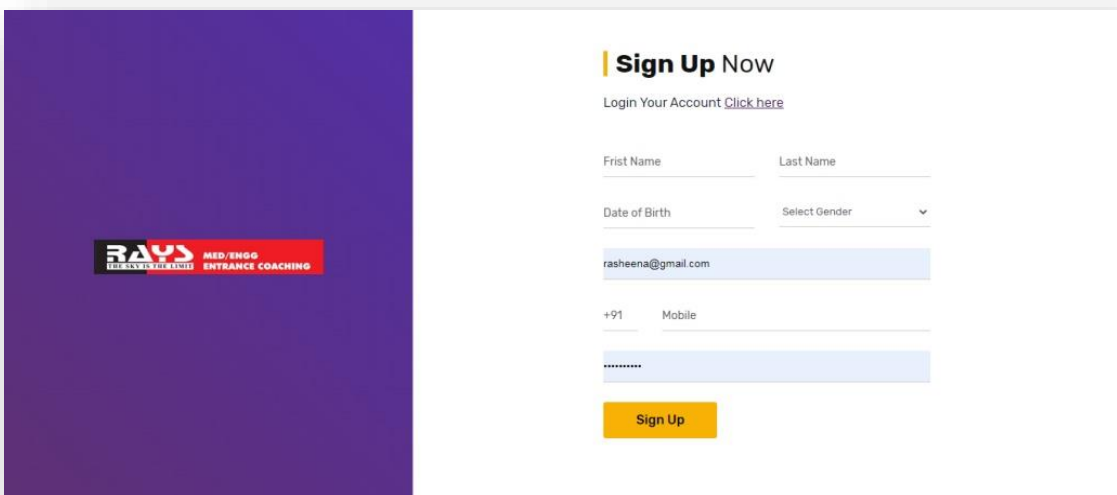 RAYS
THE SKY IS THE LIMIT
MED/ENGG
ENTRANCE COACHING
Sign Up Now
Login Your Account Click here
Frist Name Last Name
Date of Birth Select Gender
rasheena@gmail.com
+91 Mobile
••••••••••
Sign Up